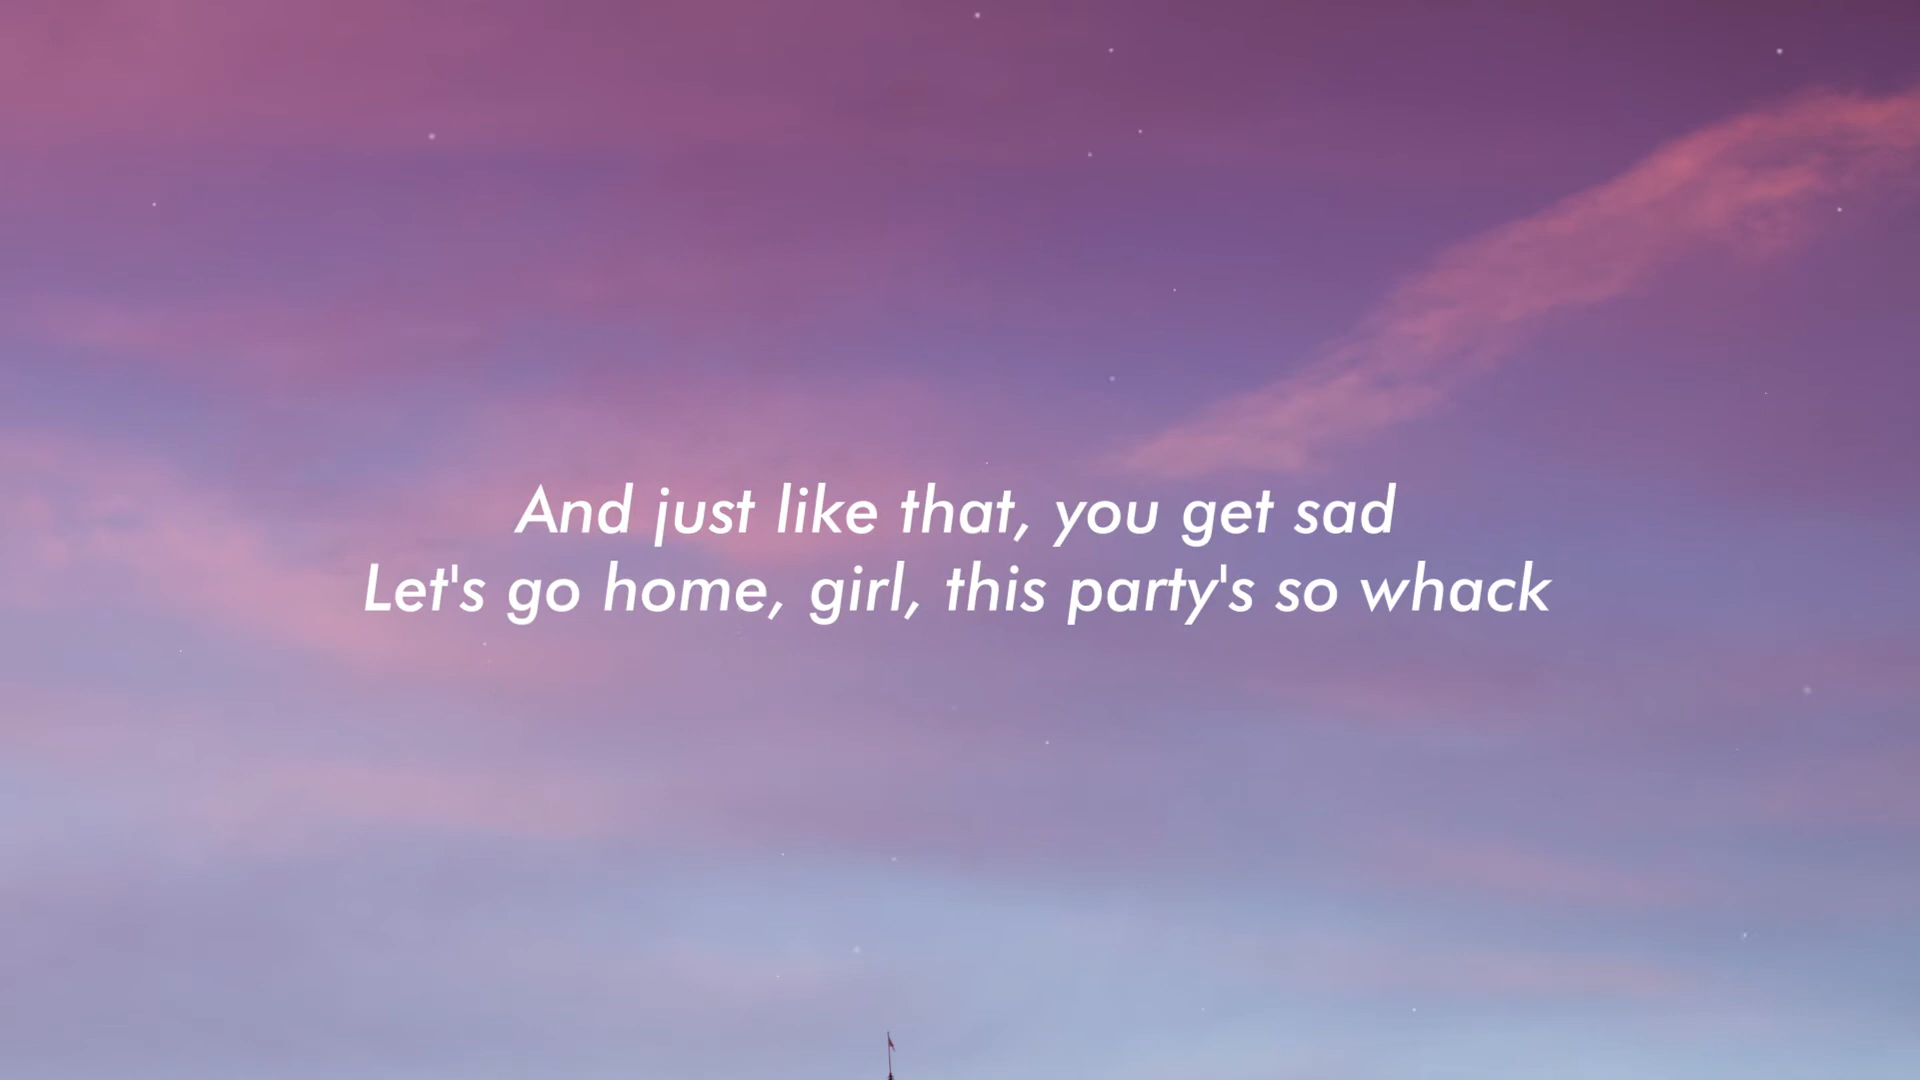 And just like that, you get sad
Let's go home, girl, this party's so whack